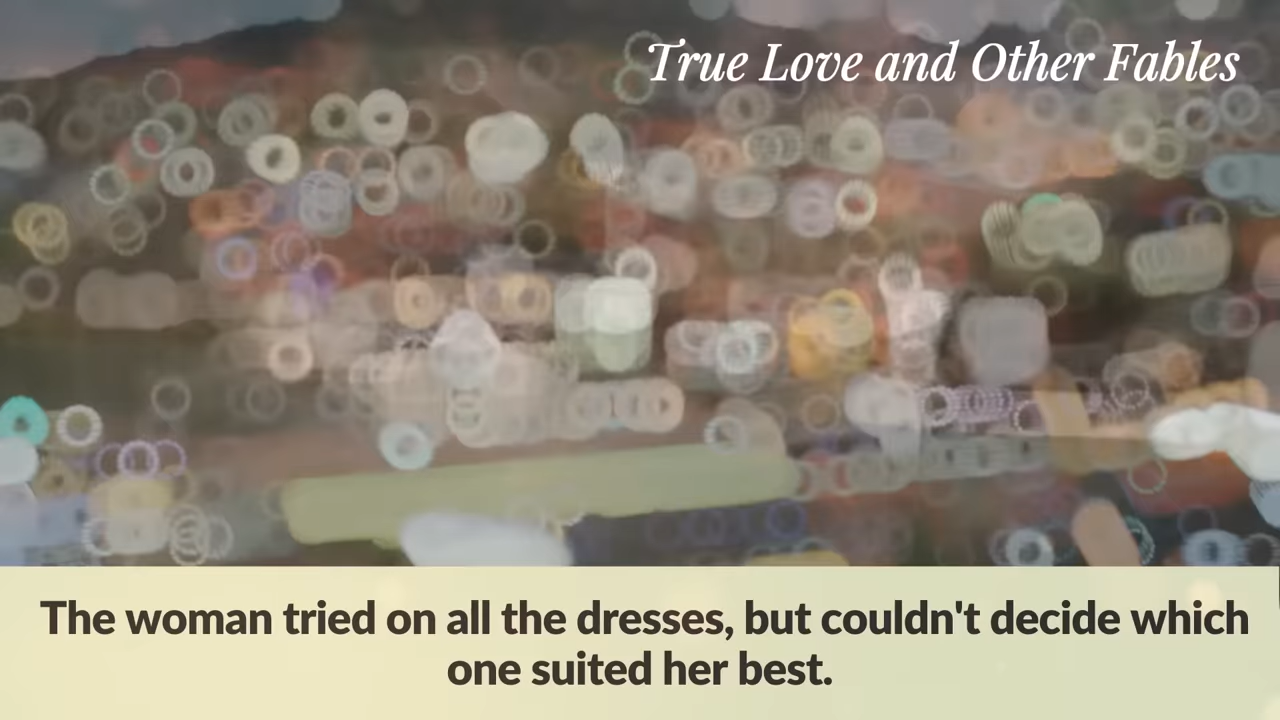 True Love and Other Fables
The woman tried on all the dresses, but couldn't decide which
one suited her best.